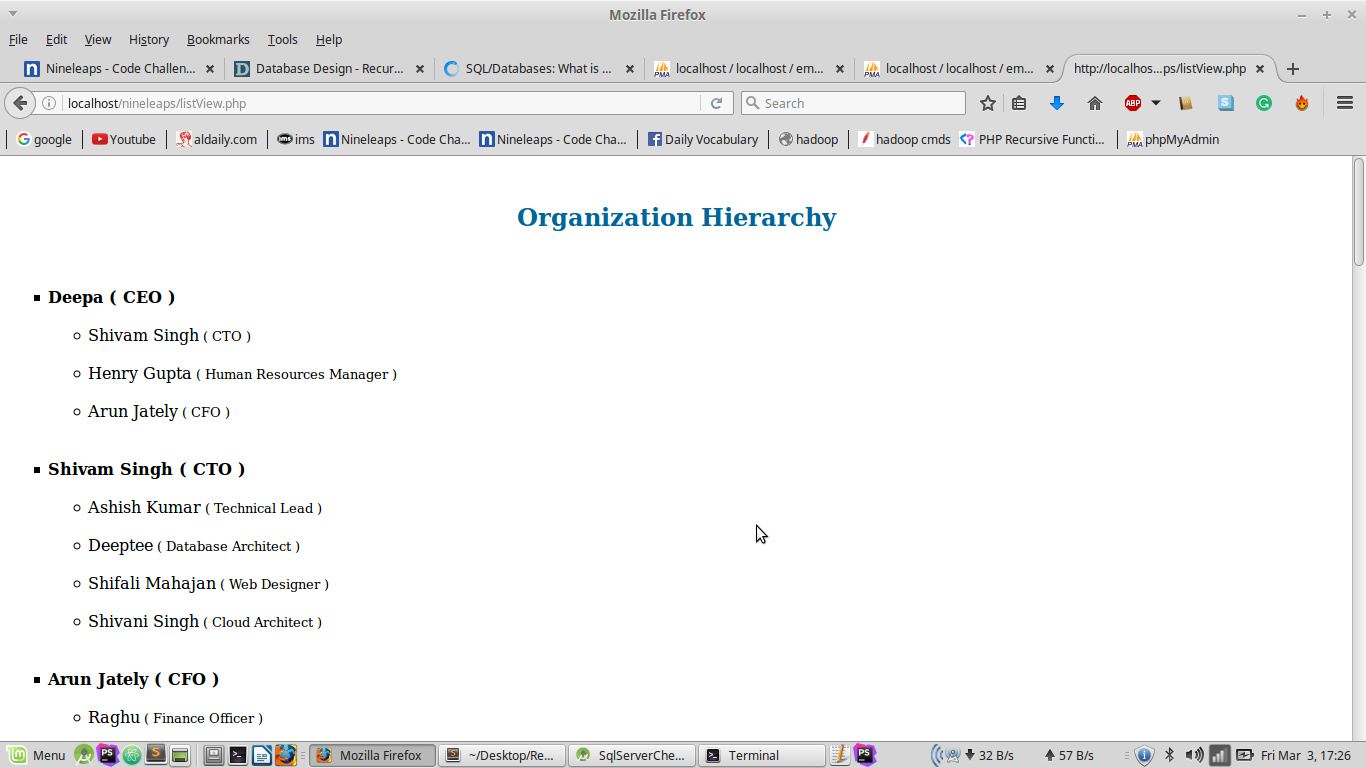 Mozilla Firefox
File Edit View History Bookmarks Tools Help
Nineleaps - Code Challen... Database Design - Recur... SQL/Databases: What is ... localhost / localhost / em... localhost / localhost / em... http://localhos...ps/listView.php
localhost/nineleaps/listView.php Search ABP
google Youtube aldaily.com ims Nineleaps - Code Cha... Nineleaps - Code Cha... Daily Vocabulary hadoop hadoop cmds PHP Recursive Functi... phpMyAdmin
Organization Hierarchy
Deepa ( CEO )
Shivam Singh ( CTO )
Henry Gupta ( Human Resources Manager )
Arun Jately ( CFO )
Shivam Singh ( CTO )
Ashish Kumar ( Technical Lead )
Deeptee ( Database Architect )
Shifali Mahajan ( Web Designer )
Shivani Singh ( Cloud Architect )
Arun Jately ( CFO )
Raghu ( Finance Officer )
Menu Mozilla Firefox ~/Desktop/Re... SqlServerChe... Terminal 32 B/s 57 B/s Fri Mar 3, 17:26